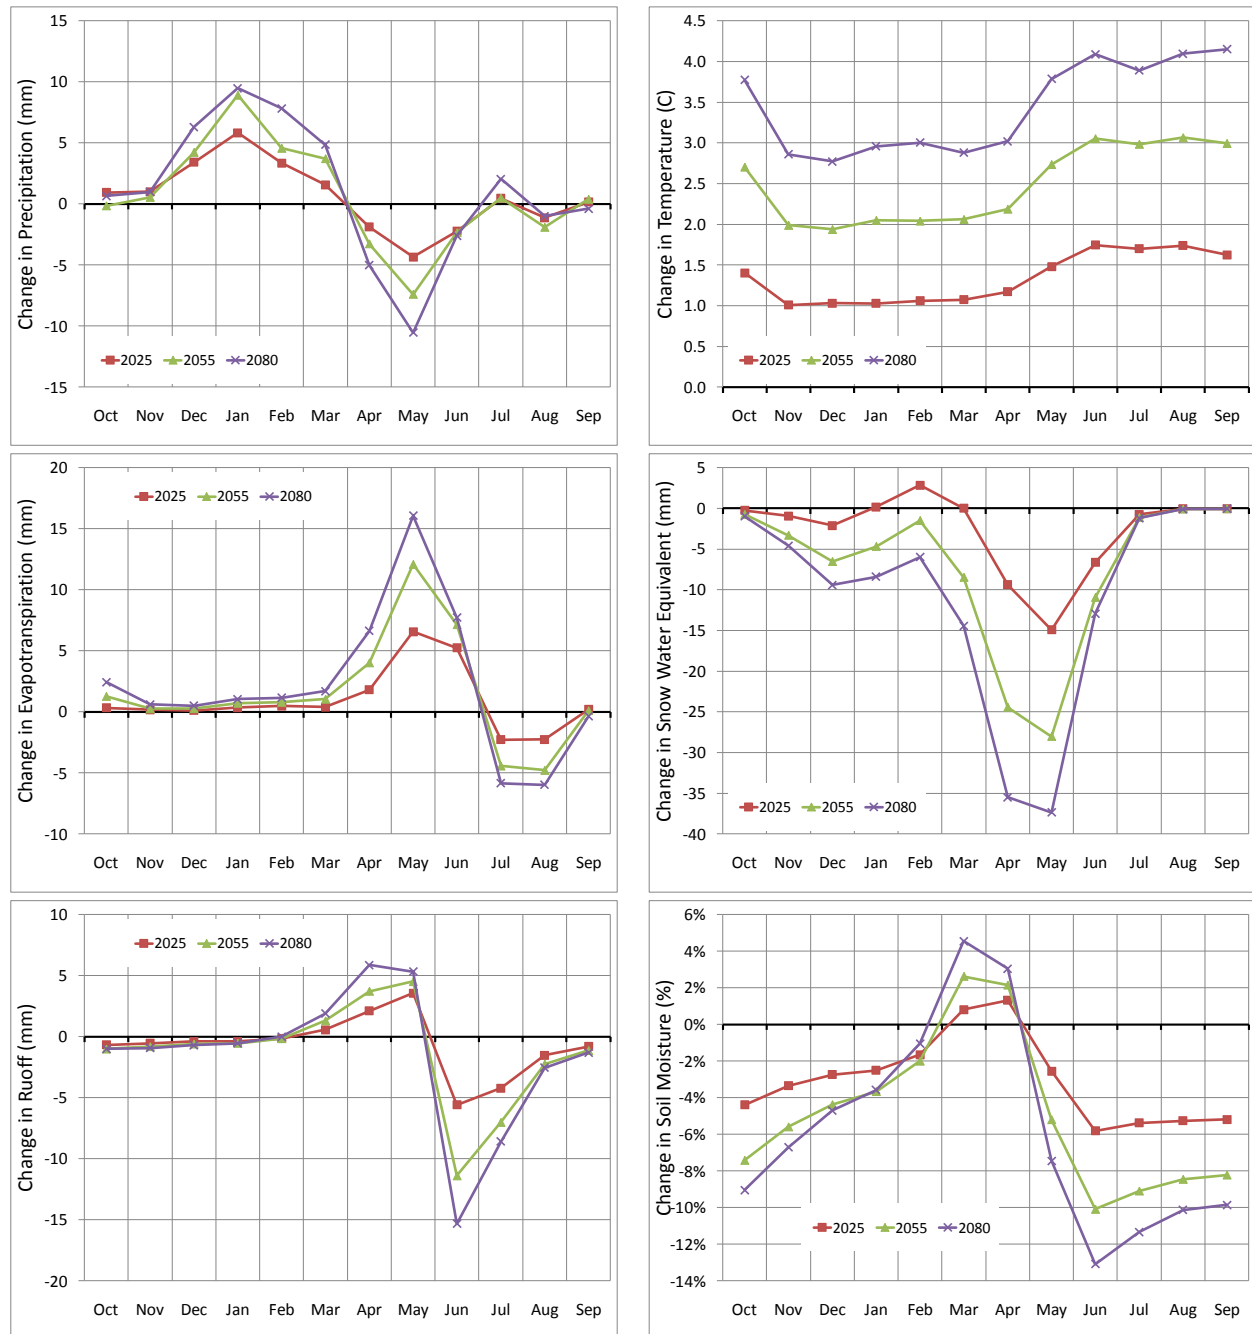 Change in Precipitation (mm)
15
10
5
0
-5
-10
-15
2025 2055 2080
Oct Nov Dec Jan Feb Mar Apr May Jun Jul Aug Sep
Change in Temperature (C)
4.5
4.0
3.5
3.0
2.5
2.0
1.5
1.0
0.5
0.0
2025 2055 2080
Oct Nov Dec Jan Feb Mar Apr May Jun Jul Aug Sep
Change in Evapotranspiration (mm)
20
15
10
5
0
-5
-10
2025 2055 2080
Oct Nov Dec Jan Feb Mar Apr May Jun Jul Aug Sep
Change in Snow Water Equivalent (mm)
5
0
-5
-10
-15
-20
-25
-30
-35
-40
2025 2055 2080
Oct Nov Dec Jan Feb Mar Apr May Jun Jul Aug Sep
Change in Ruoff (mm)
10
5
0
-5
-10
-15
-20
2025 2055 2080
Oct Nov Dec Jan Feb Mar Apr May Jun Jul Aug Sep
Change in Soil Moisture (%)
6%
4%
2%
0%
-2%
-4%
-6%
-8%
-10%
-12%
-14%
2025 2055 2080
Oct Nov Dec Jan Feb Mar Apr May Jun Jul Aug Sep